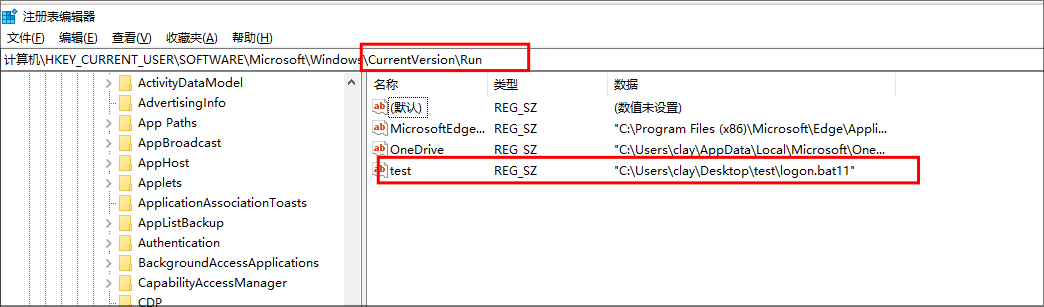 注册表编辑器
文件(F) 编辑(E) 查看(V) 收藏夹(A) 帮助(H)
计算机\HKEY_CURRENT_USER\SOFTWARE\Microsoft\Windows\CurrentVersion\Run
ActivityDataModel
AdvertisingInfo
App Paths
AppBroadcast
AppHost
Applets
ApplicationAssociationToasts
AppListBackup
Authentication
BackgroundAccessApplications
CapabilityAccessManager
CDP
名称 类型 数据
ab (默认) REG_SZ (数值未设置)
ab MicrosoftEdge... REG_SZ "C:\Program Files (x86)\Microsoft\Edge\Appli...
ab OneDrive REG_SZ "C:\Users\clay\AppData\Local\Microsoft\One...
ab test REG_SZ "C:\Users\clay\Desktop\test\logon.bat11"